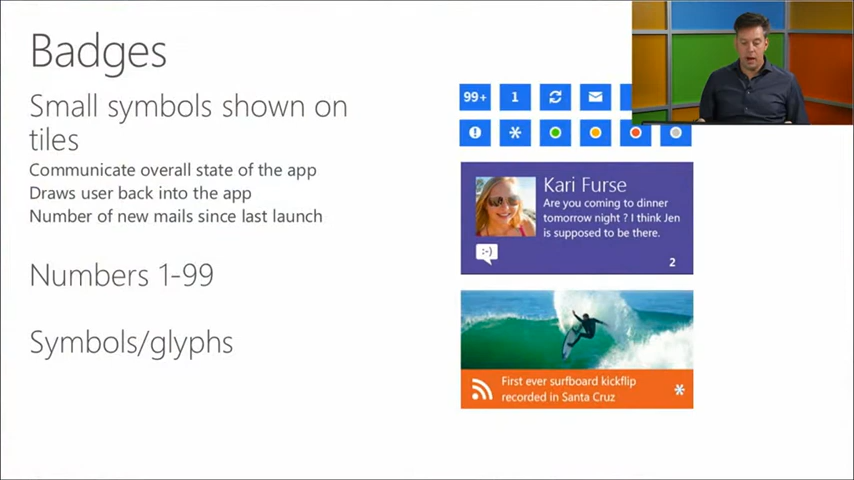 Badges
Small symbols shown on
tiles
Communicate overall state of the app
Draws user back into the app
Number of new mails since last launch
Numbers 1-99
Symbols/glyphs
99+ 1
Kari Furse
Are you coming to dinner
tomorrow night ? I think Jen
is supposed to be there.
:-)
2
First ever surfboard kickflip
recorded in Santa Cruz